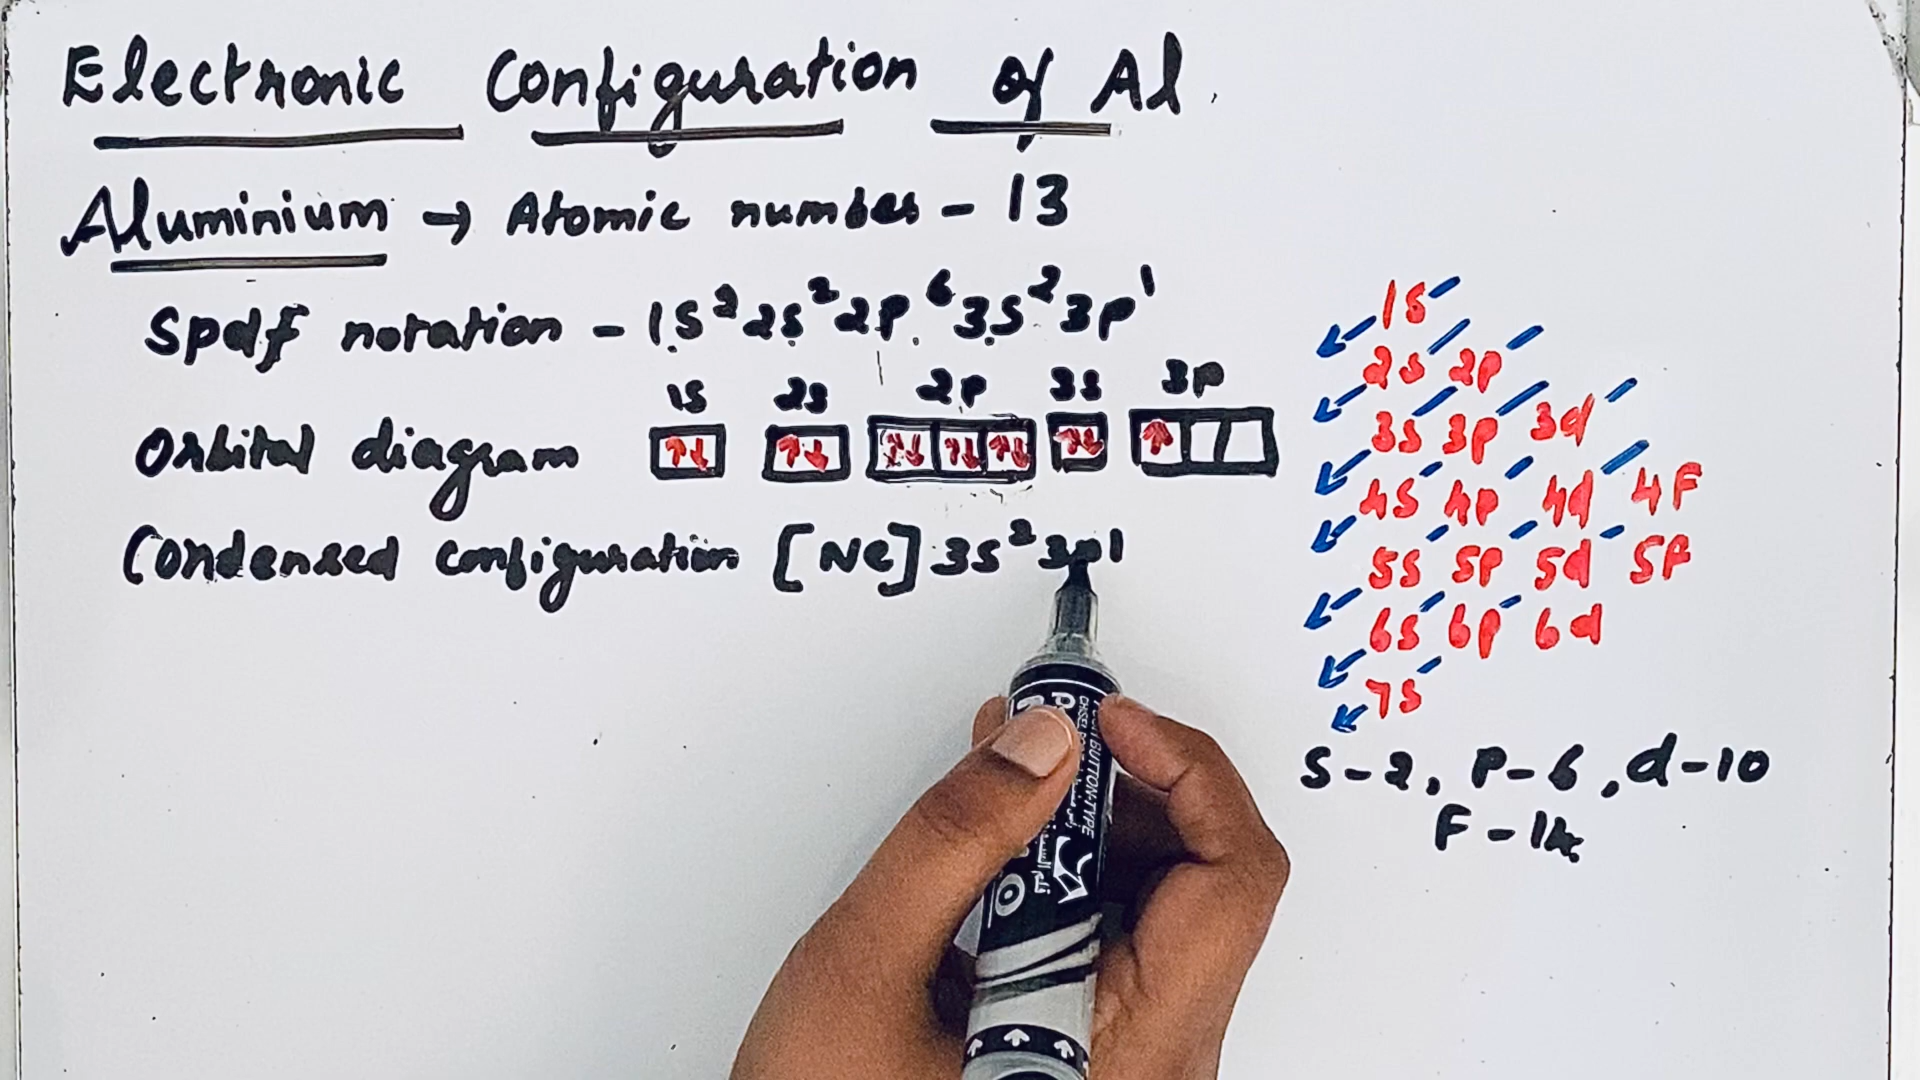 Electronic Configuration of Al.
Aluminium → Atomic number - 13
Spdf notation - 1s²2s²2p⁶3s²3p¹
1s 2s 2p 3s 3p
Orbital diagram ↑↓ ↑↓ ↑↓ ↑↓ ↑↓ ↑↓ ↑
Condensed configuration [Ne] 3s²3p1
1s
2s 2p
3s 3p 3d
4s 4p 4d 4F
5s 5p 5d 5f
6s 6p 6d
7s
S-2, P-6, d-10
F-14
BUTTON-TYPE